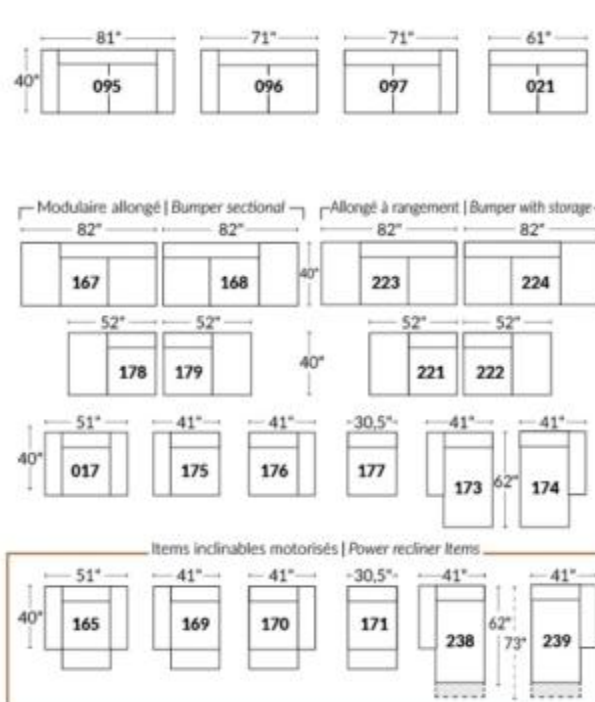 81" 71" 71" 61"
40" 095 096 097 021
Modulaire allongé | Bumper sectional Allongé à rangement | Bumper with storage
82" 82" 82" 82"
167 168 40" 223 224
52" 52" 52" 52"
178 179 40" 221 222
51" 41" 41" 30,5" 41" 41"
40" 017 175 176 177 173 62" 174
Items inclinables motorisés | Power recliner Items
51" 41" 41" 30,5" 41" 41"
40" 165 169 170 171 238 62" 73" 239